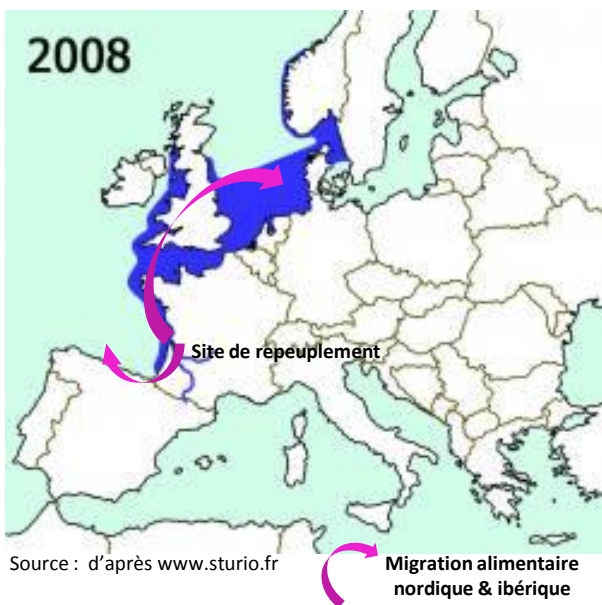 2008
Site de repeuplement
Source : d'après www.sturio.fr
Migration alimentaire
nordique & ibérique